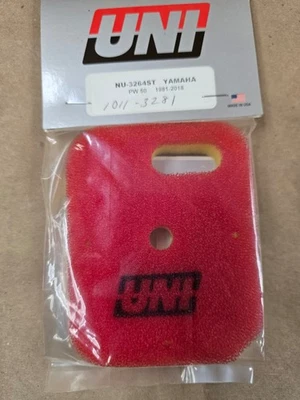 UNI
NU-3264ST YAMAHA
PW 50 1981-2018
1011-3281
MADE IN USA
UNI